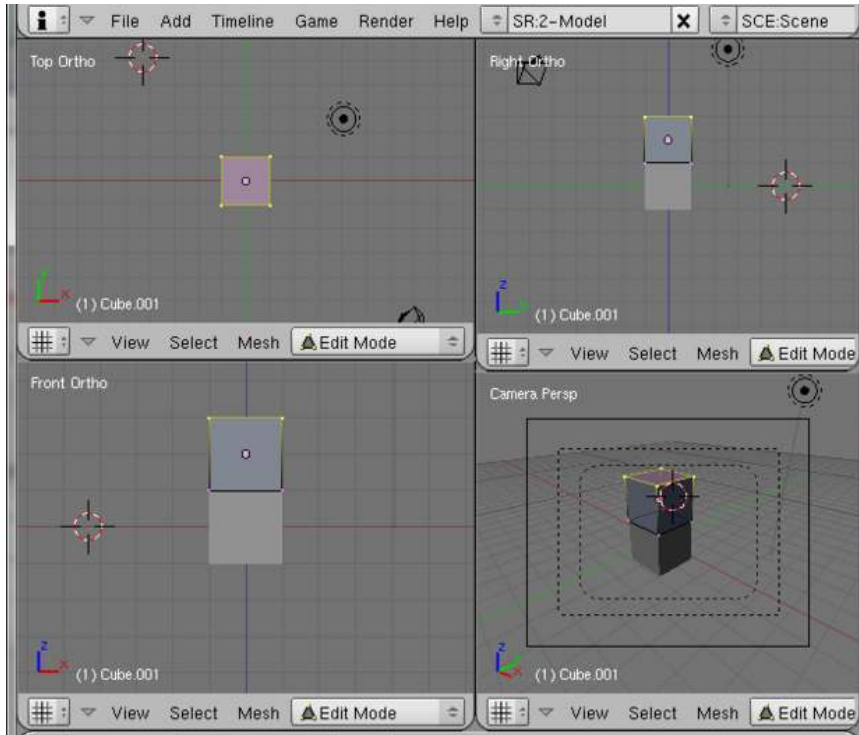 File Add Timeline Game Render Help SR:2-Model SCE:Scene
Top Ortho
Right Ortho
z
x
(1) Cube.001
(1) Cube.001
View Select Mesh Edit Mode
View Select Mesh Edit Mode
Front Ortho
Camera Persp
z
x
(1) Cube.001
z
x
(1) Cube.001
View Select Mesh Edit Mode
View Select Mesh Edit Mode